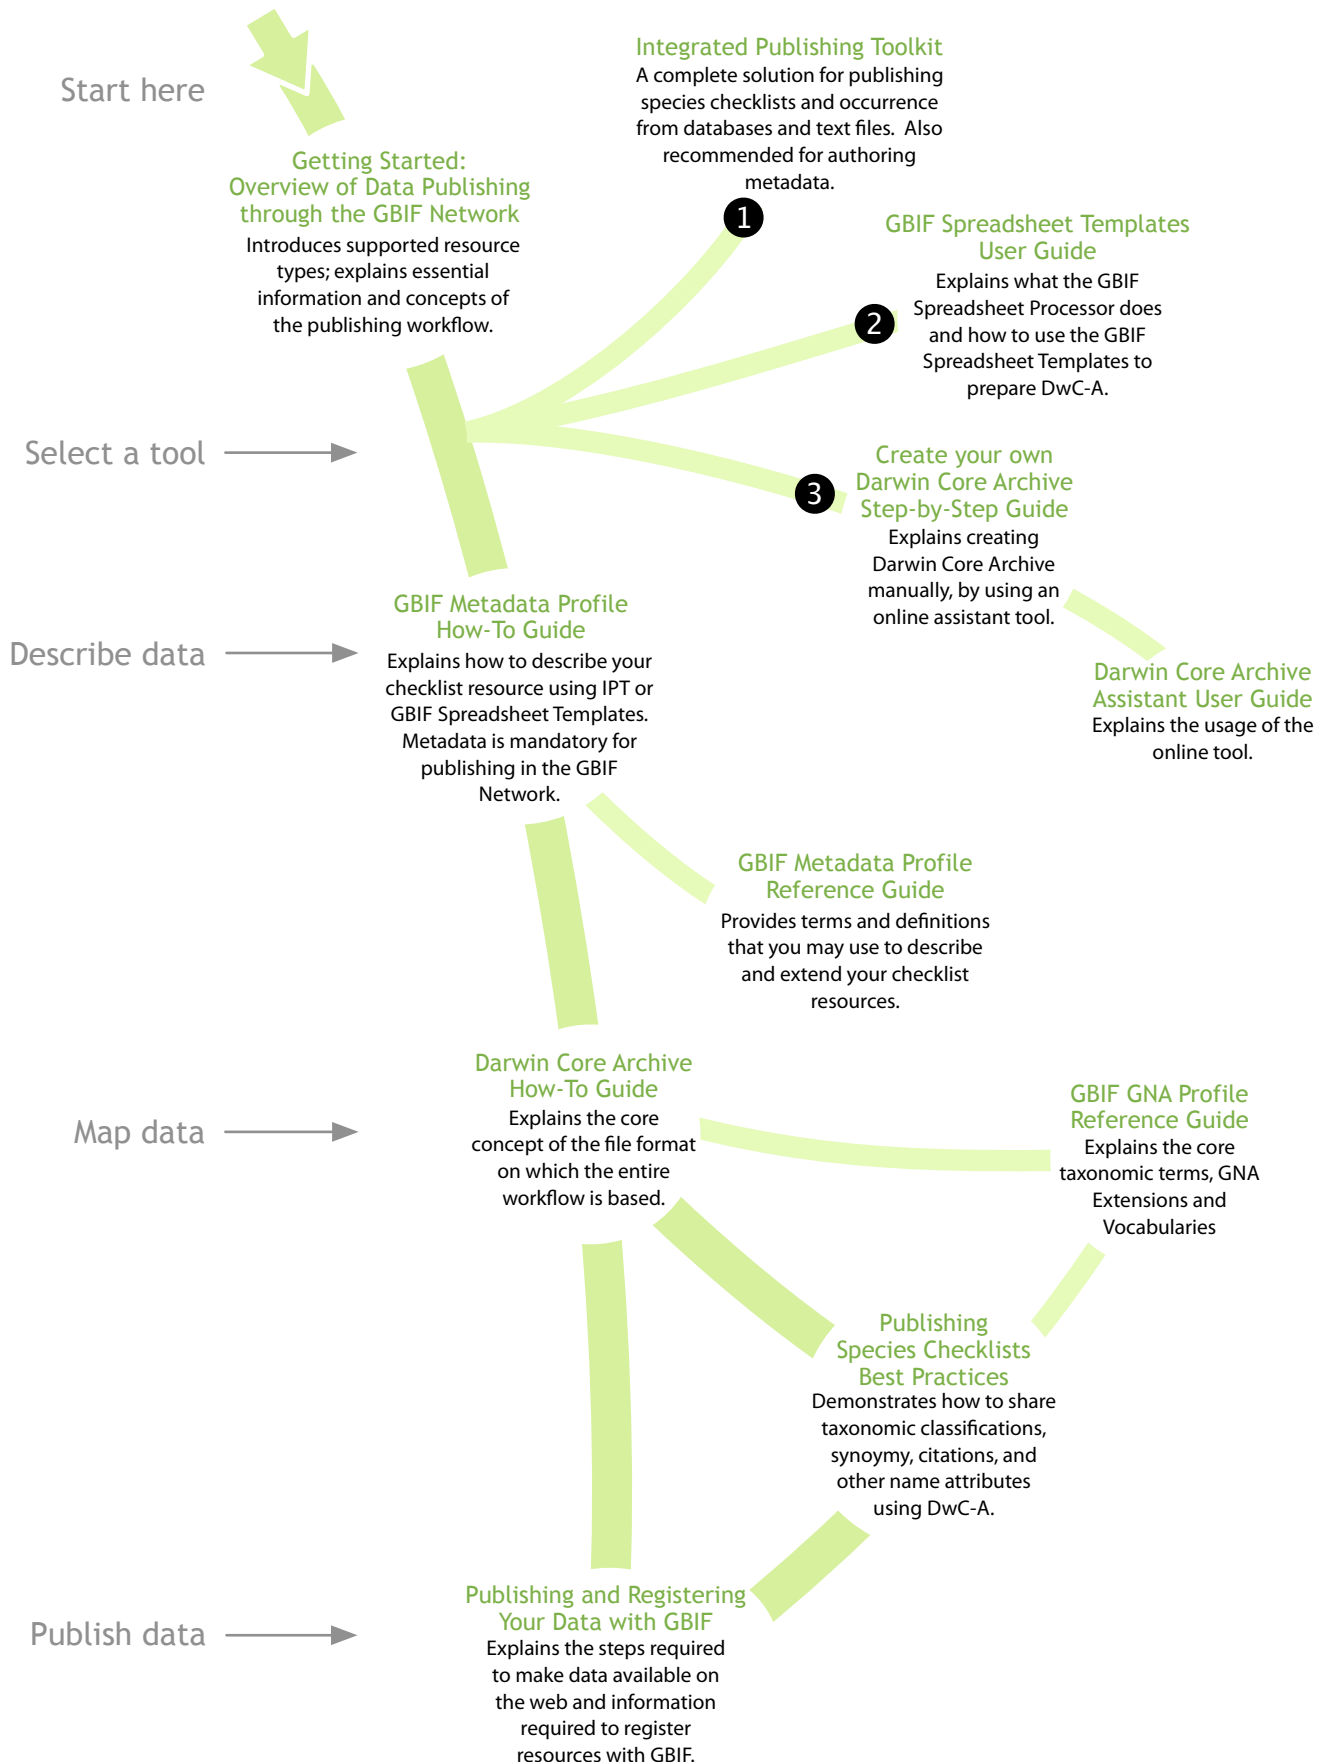 Start here
Getting Started:
Overview of Data Publishing
through the GBIF Network
Introduces supported resource
types; explains essential
information and concepts of
the publishing workflow.
Integrated Publishing Toolkit
A complete solution for publishing
species checklists and occurrence
from databases and text files. Also
recommended for authoring
metadata.
1
GBIF Spreadsheet Templates
User Guide
Explains what the GBIF
Spreadsheet Processor does
and how to use the GBIF
Spreadsheet Templates to
prepare DwC-A.
2
Select a tool
Create your own
Darwin Core Archive
Step-by-Step Guide
Explains creating
Darwin Core Archive
manually, by using an
online assistant tool.
3
Darwin Core Archive
Assistant User Guide
Explains the usage of the
online tool.
Describe data
GBIF Metadata Profile
How-To Guide
Explains how to describe your
checklist resource using IPT or
GBIF Spreadsheet Templates.
Metadata is mandatory for
publishing in the GBIF
Network.
GBIF Metadata Profile
Reference Guide
Provides terms and definitions
that you may use to describe
and extend your checklist
resources.
Map data
Darwin Core Archive
How-To Guide
Explains the core
concept of the file format
on which the entire
workflow is based.
GBIF GNA Profile
Reference Guide
Explains the core
taxonomic terms, GNA
Extensions and
Vocabularies
Publishing
Species Checklists
Best Practices
Demonstrates how to share
taxonomic classifications,
synoymy, citations, and
other name attributes
using DwC-A.
Publish data
Publishing and Registering
Your Data with GBIF
Explains the steps required
to make data available on
the web and information
required to register
resources with GBIF.